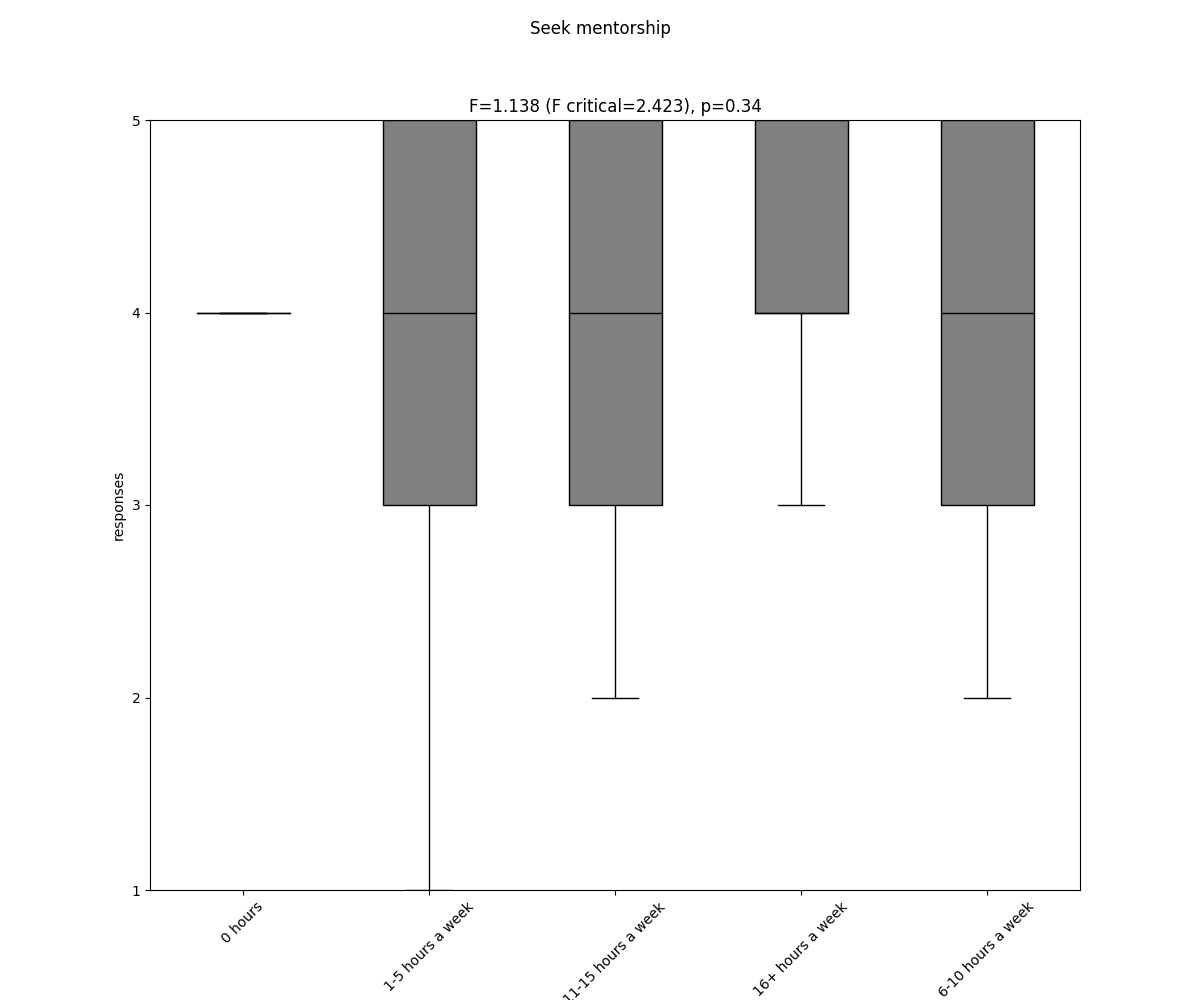 Seek mentorship
F=1.138 (F critical=2.423), p=0.34
5
4
3
2
1
responses
0 hours
1-5 hours a week
11-15 hours a week
16+ hours a week
6-10 hours a week